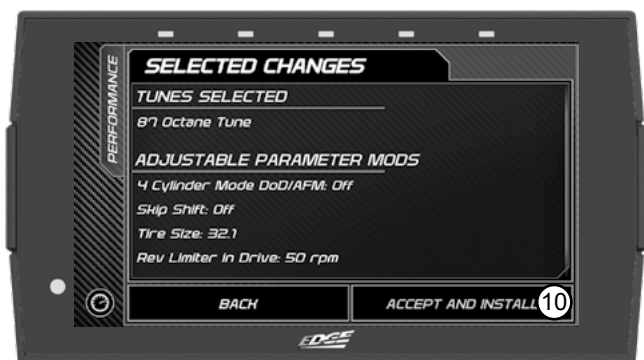 PERFORMANCE
SELECTED CHANGES
TUNES SELECTED
87 Octane Tune
ADJUSTABLE PARAMETER MODS
4 Cylinder Mode DoD/AFM: Off
Skip Shift: Off
Tire Size: 32.1
Rev Limiter in Drive: 50 rpm
BACK
ACCEPT AND INSTALL 10
EDGE